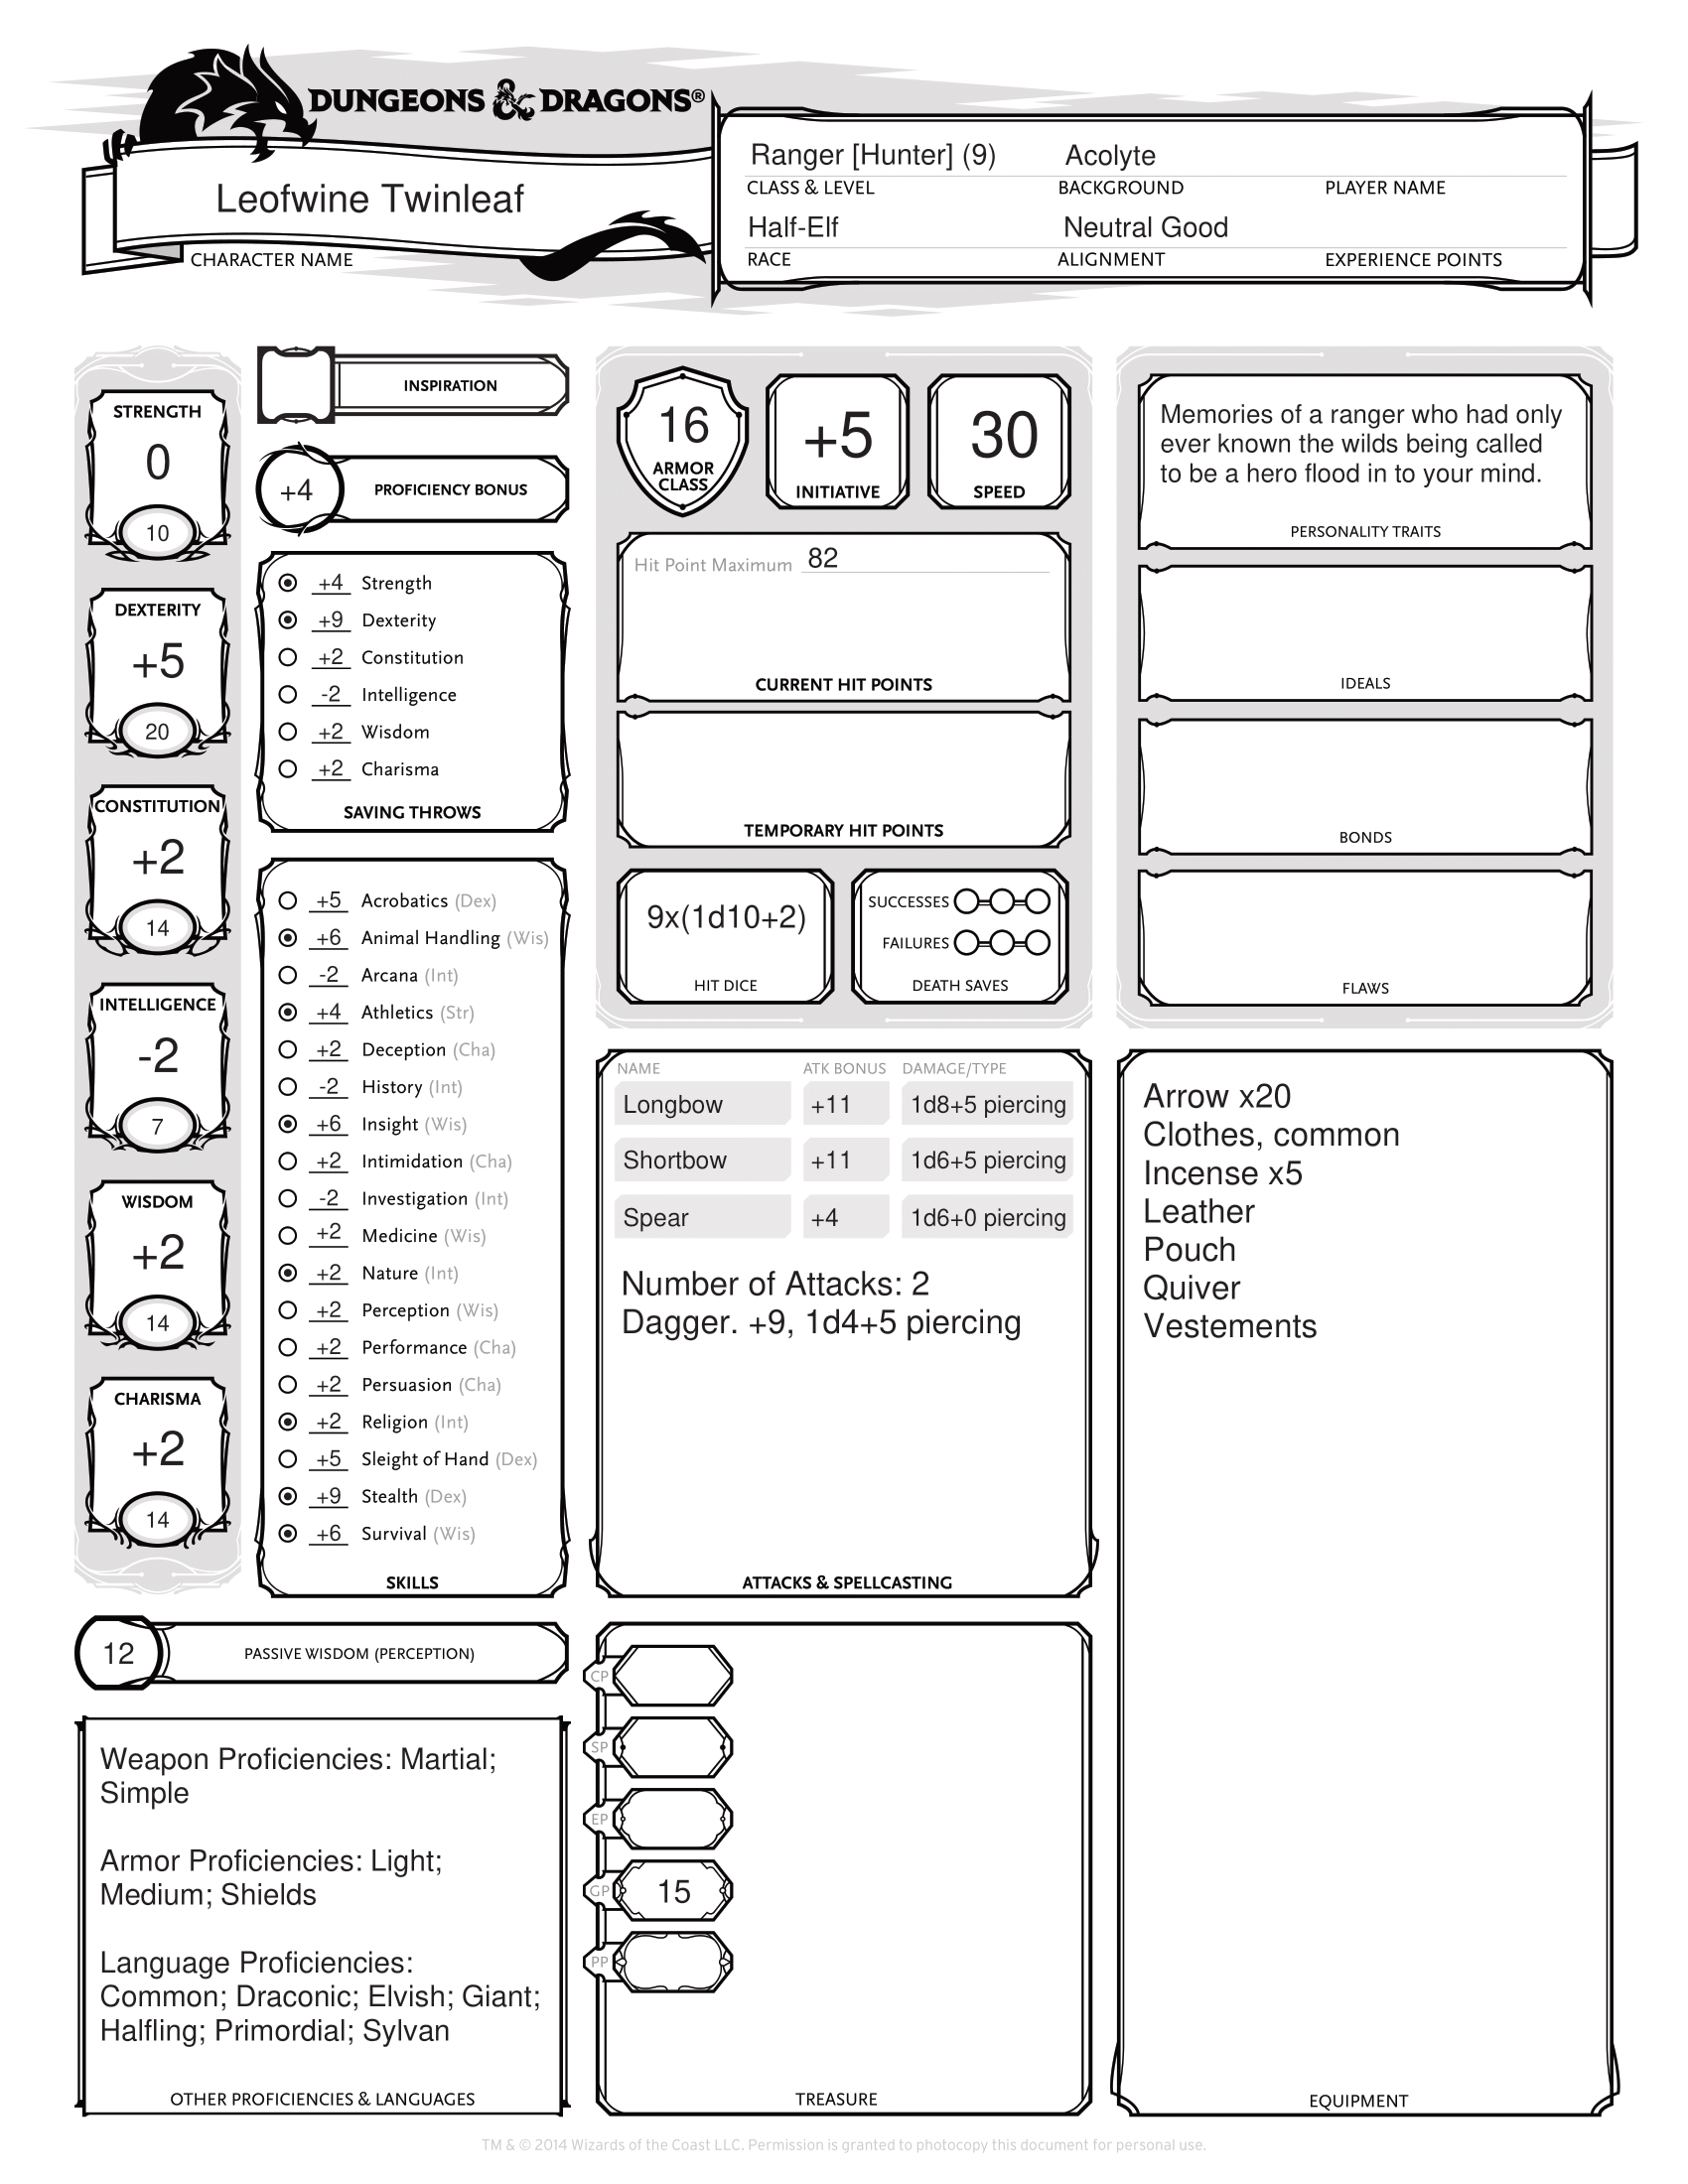 DUNGEONS & DRAGONS®
Leofwine Twinleaf
CHARACTER NAME
Ranger [Hunter] (9) Acolyte
CLASS & LEVEL BACKGROUND PLAYER NAME
Half-Elf Neutral Good
RACE ALIGNMENT EXPERIENCE POINTS
STRENGTH
0
10
DEXTERITY
+5
20
CONSTITUTION
+2
14
INTELLIGENCE
-2
7
WISDOM
+2
14
CHARISMA
+2
14
INSPIRATION
+4 PROFICIENCY BONUS
+4 Strength
+9 Dexterity
+2 Constitution
-2 Intelligence
+2 Wisdom
+2 Charisma
SAVING THROWS
+5 Acrobatics (Dex)
+6 Animal Handling (Wis)
-2 Arcana (Int)
+4 Athletics (Str)
+2 Deception (Cha)
-2 History (Int)
+6 Insight (Wis)
+2 Intimidation (Cha)
-2 Investigation (Int)
+2 Medicine (Wis)
+2 Nature (Int)
+2 Perception (Wis)
+2 Performance (Cha)
+2 Persuasion (Cha)
+2 Religion (Int)
+5 Sleight of Hand (Dex)
+9 Stealth (Dex)
+6 Survival (Wis)
SKILLS
12 PASSIVE WISDOM (PERCEPTION)
Weapon Proficiencies: Martial;
Simple
Armor Proficiencies: Light;
Medium; Shields
Language Proficiencies:
Common; Draconic; Elvish; Giant;
Halfling; Primordial; Sylvan
OTHER PROFICIENCIES & LANGUAGES
16
ARMOR
CLASS
+5
INITIATIVE
30
SPEED
Hit Point Maximum 82
CURRENT HIT POINTS
TEMPORARY HIT POINTS
9x(1d10+2)
HIT DICE
SUCCESSES
FAILURES
DEATH SAVES
NAME ATK BONUS DAMAGE/TYPE
Longbow +11 1d8+5 piercing
Shortbow +11 1d6+5 piercing
Spear +4 1d6+0 piercing
Number of Attacks: 2
Dagger. +9, 1d4+5 piercing
ATTACKS & SPELLCASTING
CP
SP
EP
GP 15
PP
TREASURE
Memories of a ranger who had only
ever known the wilds being called
to be a hero flood in to your mind.
PERSONALITY TRAITS
IDEALS
BONDS
FLAWS
Arrow x20
Clothes, common
Incense x5
Leather
Pouch
Quiver
Vestements
EQUIPMENT
TM & © 2014 Wizards of the Coast LLC. Permission is granted to photocopy this document for personal use.